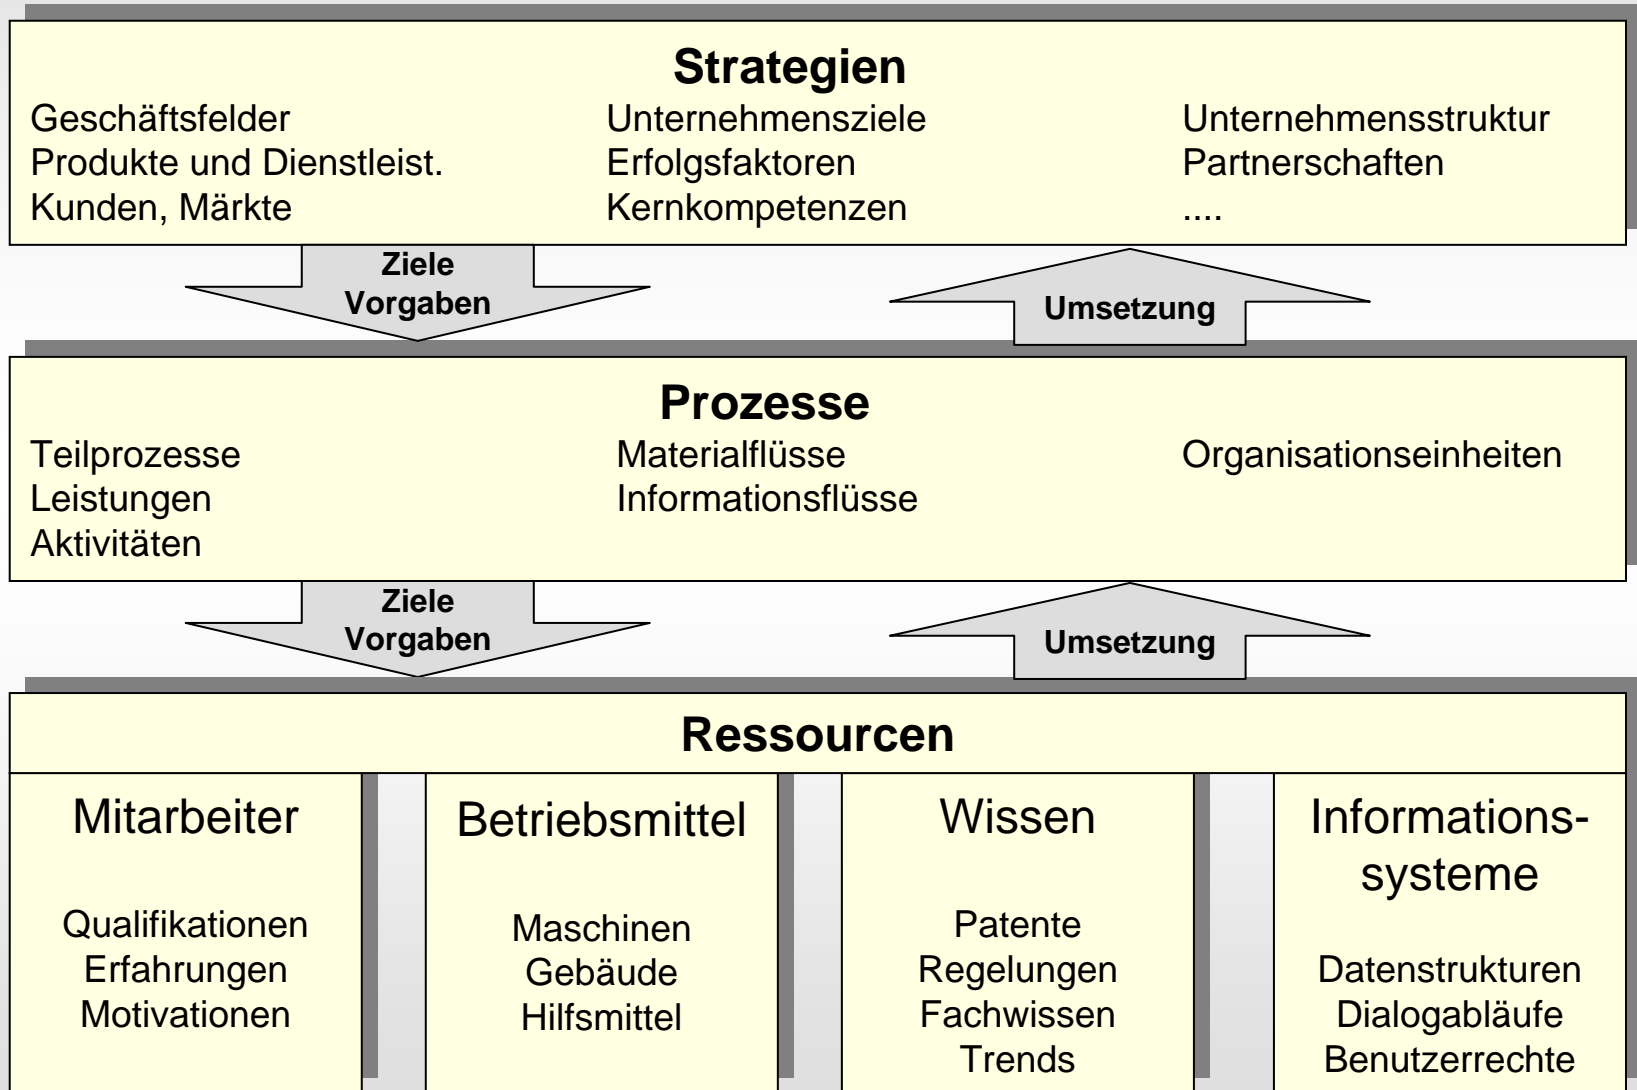 Strategien
Geschäftsfelder
Produkte und Dienstleist.
Kunden, Märkte
Unternehmensziele
Erfolgsfaktoren
Kernkompetenzen
Unternehmensstruktur
Partnerschaften
....
Ziele
Vorgaben
Umsetzung
Prozesse
Teilprozesse
Leistungen
Aktivitäten
Materialflüsse
Informationsflüsse
Organisationseinheiten
Ziele
Vorgaben
Umsetzung
Ressourcen
Mitarbeiter
Qualifikationen
Erfahrungen
Motivationen
Betriebsmittel
Maschinen
Gebäude
Hilfsmittel
Wissen
Patente
Regelungen
Fachwissen
Trends
Informations-
systeme
Datenstrukturen
Dialogabläufe
Benutzerrechte